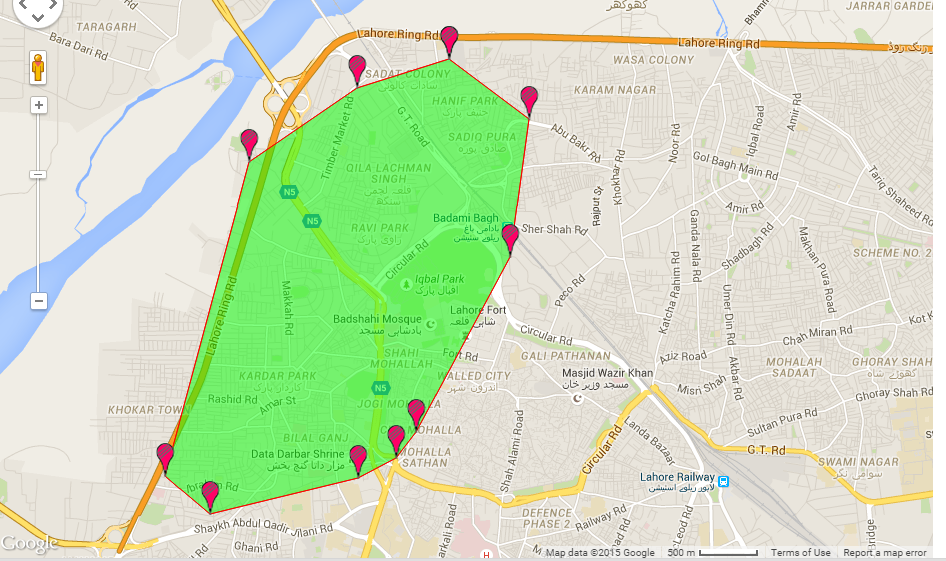 کھوکھر
TARAGARH
Bara Dari Rd
Lahore Ring Rd
Lahore Ring Rd
JARRAR GARDEN
SADAT COLONY
سادات کالونی
WASA COLONY
HANIF PARK
حنیف پارک
KARAM NAGAR
Timber Market Rd
G.T. Road
SADIQ PURA
صادق پورہ
Abu Bakr Rd
Iqbal Road
Amir Rd
Noor Rd
Khokhar Rd
Gol Bagh Main Rd
QILA LACHMAN
SINGH
قلعہ لچھمی
سنگھ
Tariq Shaheed Rd
N5
N5
Rajput St
Amir Rd
RAVI PARK
راوی پارک
Badami Bagh
بادامی باغ
ریلوے سٹیشن
Sher Shah Rd
Ganda Nala Rd
Shadbagh Rd
Makhan Pura Road
SCHEME NO. 2
Circular Rd
Iqbal Park
اقبال پارک
Peco Rd
Katcha Rahim Rd
Umer Din Rd
Makkah Rd
Lahore Fort
شاہی قلعہ
Badshahi Mosque
بادشاہی مسجد
Circular Rd
Chah Miran Rd
Kot K
Lahore Ring Rd
SHAHI
MOHALLAH
Fort Rd
GALI PATHANAN
Aziz Road
MOHALAH
SADAAT
GHORAY SHAH
گھوڑے شاہ
KARDAR PARK
کاردار پارک
WALLED CITY
اندرون شہر
Masjid Wazir Khan
مسجد وزیر خان
Misri Shah
Akbar Rd
Ghoray Shah Rd
N5
Rashid Rd
Amar St
JOGI MOHALLA
KHOKAR TOWN
Sultan Pura Rd
BILAL GANJ
MOHALLA
Shah Alami Road
Circular Rd
Landa Bazaar
G.T. Rd
Data Darbar Shrine
مزار داتا گنج بخش
MOHALLA
SATHAN
SWAMI NAGAR
سوامی نگر
Lahore Railway
لاہور ریلوے اسٹیشن
DEFENCE
PHASE 2
Shaykh Abdul Qadir Jilani Rd
Railway Rd
McLeod Rd
Ghani Rd
H
Google
Map data ©2015 Google
500 m
Terms of Use
Report a map error